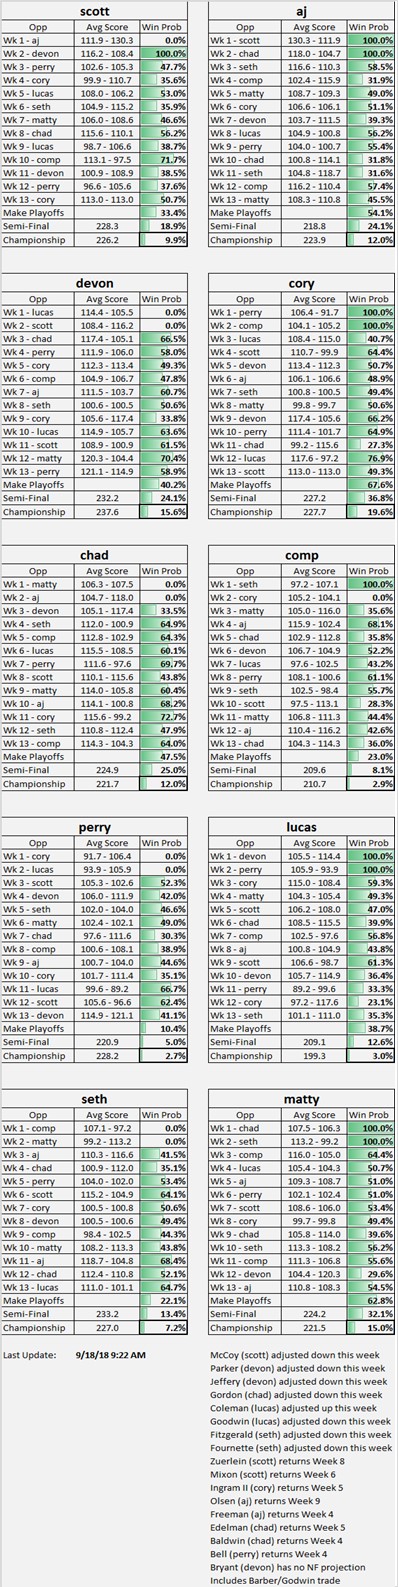 scott
Opp Avg Score Win Prob
Wk 1 - aj 111.9 - 130.3 0.0%
Wk 2 - devon 116.2 - 108.4 100.0%
Wk 3 - perry 102.6 - 105.3 47.7%
Wk 4 - cory 99.9 - 110.7 35.6%
Wk 5 - lucas 108.0 - 106.2 53.0%
Wk 6 - seth 104.9 - 115.2 35.9%
Wk 7 - matty 106.0 - 108.6 46.6%
Wk 8 - chad 115.6 - 110.1 56.2%
Wk 9 - lucas 98.7 - 106.6 38.7%
Wk 10 - comp 113.1 - 97.5 71.7%
Wk 11 - devon 100.9 - 108.9 38.5%
Wk 12 - perry 96.6 - 105.6 37.6%
Wk 13 - cory 113.0 - 113.0 50.7%
Make Playoffs 33.4%
Semi-Final 228.3 18.9%
Championship 226.2 9.9%
aj
Opp Avg Score Win Prob
Wk 1 - scott 130.3 - 111.9 100.0%
Wk 2 - chad 118.0 - 104.7 100.0%
Wk 3 - seth 116.6 - 110.3 58.5%
Wk 4 - comp 102.4 - 115.9 31.9%
Wk 5 - matty 108.7 - 109.3 49.0%
Wk 6 - cory 106.6 - 106.1 51.1%
Wk 7 - devon 103.7 - 111.5 39.3%
Wk 8 - lucas 104.9 - 100.8 56.2%
Wk 9 - perry 104.0 - 100.7 55.4%
Wk 10 - chad 100.8 - 114.1 31.8%
Wk 11 - seth 104.8 - 118.7 31.6%
Wk 12 - comp 116.2 - 110.4 57.4%
Wk 13 - matty 108.3 - 110.8 45.5%
Make Playoffs 54.1%
Semi-Final 218.8 24.1%
Championship 223.9 12.0%
devon
Opp Avg Score Win Prob
Wk 1 - lucas 114.4 - 105.5 0.0%
Wk 2 - scott 108.4 - 116.2 0.0%
Wk 3 - chad 117.4 - 105.1 66.5%
Wk 4 - perry 111.9 - 106.0 58.0%
Wk 5 - cory 112.3 - 113.4 49.3%
Wk 6 - comp 104.9 - 106.7 47.8%
Wk 7 - aj 111.5 - 103.7 60.7%
Wk 8 - seth 100.6 - 100.5 50.6%
Wk 9 - cory 105.6 - 117.4 33.8%
Wk 10 - lucas 114.9 - 105.7 63.6%
Wk 11 - scott 108.9 - 100.9 61.5%
Wk 12 - matty 120.3 - 104.4 70.4%
Wk 13 - perry 121.1 - 114.9 58.9%
Make Playoffs 40.2%
Semi-Final 232.2 24.1%
Championship 237.6 15.6%
cory
Opp Avg Score Win Prob
Wk 1 - perry 106.4 - 91.7 100.0%
Wk 2 - comp 104.1 - 105.2 100.0%
Wk 3 - lucas 108.4 - 115.0 40.7%
Wk 4 - scott 110.7 - 99.9 64.4%
Wk 5 - devon 113.4 - 112.3 50.7%
Wk 6 - aj 106.1 - 106.6 48.9%
Wk 7 - seth 100.8 - 100.5 49.4%
Wk 8 - matty 99.8 - 99.7 50.6%
Wk 9 - devon 117.4 - 105.6 66.2%
Wk 10 - perry 111.4 - 101.7 64.9%
Wk 11 - chad 99.2 - 115.6 27.3%
Wk 12 - lucas 117.6 - 97.2 76.9%
Wk 13 - scott 113.0 - 113.0 49.3%
Make Playoffs 67.6%
Semi-Final 227.2 36.8%
Championship 227.7 19.6%
chad
Opp Avg Score Win Prob
Wk 1 - matty 106.3 - 107.5 0.0%
Wk 2 - aj 104.7 - 118.0 0.0%
Wk 3 - devon 105.1 - 117.4 33.5%
Wk 4 - seth 112.0 - 100.9 64.9%
Wk 5 - comp 112.8 - 102.9 64.3%
Wk 6 - lucas 115.5 - 108.5 60.1%
Wk 7 - perry 111.6 - 97.6 69.7%
Wk 8 - scott 110.1 - 115.6 43.8%
Wk 9 - matty 114.0 - 105.8 60.4%
Wk 10 - aj 114.1 - 100.8 68.2%
Wk 11 - cory 115.6 - 99.2 72.7%
Wk 12 - seth 110.8 - 112.4 47.9%
Wk 13 - comp 114.3 - 104.3 64.0%
Make Playoffs 47.5%
Semi-Final 224.9 25.0%
Championship 221.7 12.0%
comp
Opp Avg Score Win Prob
Wk 1 - seth 97.2 - 107.1 100.0%
Wk 2 - cory 105.2 - 104.1 0.0%
Wk 3 - matty 105.0 - 116.0 35.6%
Wk 4 - aj 115.9 - 102.4 68.1%
Wk 5 - chad 102.9 - 112.8 35.8%
Wk 6 - devon 106.7 - 104.9 52.2%
Wk 7 - lucas 97.6 - 102.5 43.2%
Wk 8 - perry 108.1 - 100.6 61.1%
Wk 9 - seth 102.5 - 98.4 55.7%
Wk 10 - scott 97.5 - 113.1 28.3%
Wk 11 - matty 106.8 - 111.3 44.4%
Wk 12 - aj 110.4 - 116.2 42.6%
Wk 13 - chad 104.3 - 114.3 36.0%
Make Playoffs 23.0%
Semi-Final 209.6 8.1%
Championship 210.7 2.9%
perry
Opp Avg Score Win Prob
Wk 1 - cory 91.7 - 106.4 0.0%
Wk 2 - lucas 93.9 - 105.9 0.0%
Wk 3 - scott 105.3 - 102.6 52.3%
Wk 4 - devon 106.0 - 111.9 42.0%
Wk 5 - seth 102.0 - 104.0 46.6%
Wk 6 - matty 102.4 - 102.1 49.0%
Wk 7 - chad 97.6 - 111.6 30.3%
Wk 8 - comp 100.6 - 108.1 38.9%
Wk 9 - aj 100.7 - 104.0 44.6%
Wk 10 - cory 101.7 - 111.4 35.1%
Wk 11 - lucas 99.6 - 89.2 66.7%
Wk 12 - scott 105.6 - 96.6 62.4%
Wk 13 - devon 114.9 - 121.1 41.1%
Make Playoffs 10.4%
Semi-Final 220.9 5.0%
Championship 228.2 2.7%
lucas
Opp Avg Score Win Prob
Wk 1 - devon 105.5 - 114.4 100.0%
Wk 2 - perry 105.9 - 93.9 100.0%
Wk 3 - cory 115.0 - 108.4 59.3%
Wk 4 - matty 104.3 - 105.4 49.3%
Wk 5 - scott 106.2 - 108.0 47.0%
Wk 6 - chad 108.5 - 115.5 39.9%
Wk 7 - comp 102.5 - 97.6 56.8%
Wk 8 - aj 100.8 - 104.9 43.8%
Wk 9 - scott 106.6 - 98.7 61.3%
Wk 10 - devon 105.7 - 114.9 36.4%
Wk 11 - perry 89.2 - 99.6 33.3%
Wk 12 - cory 97.2 - 117.6 23.1%
Wk 13 - seth 101.1 - 111.0 35.3%
Make Playoffs 38.7%
Semi-Final 209.1 12.6%
Championship 199.3 3.0%
seth
Opp Avg Score Win Prob
Wk 1 - comp 107.1 - 97.2 0.0%
Wk 2 - matty 99.2 - 113.2 0.0%
Wk 3 - aj 110.3 - 116.6 41.5%
Wk 4 - chad 100.9 - 112.0 35.1%
Wk 5 - perry 104.0 - 102.0 53.4%
Wk 6 - scott 115.2 - 104.9 64.1%
Wk 7 - cory 100.5 - 100.8 50.6%
Wk 8 - devon 100.5 - 100.6 49.4%
Wk 9 - comp 98.4 - 102.5 44.3%
Wk 10 - matty 108.2 - 113.3 43.8%
Wk 11 - aj 118.7 - 104.8 68.4%
Wk 12 - chad 112.4 - 110.8 52.1%
Wk 13 - lucas 111.0 - 101.1 64.7%
Make Playoffs 22.1%
Semi-Final 233.2 13.4%
Championship 227.0 7.2%
matty
Opp Avg Score Win Prob
Wk 1 - chad 107.5 - 106.3 100.0%
Wk 2 - seth 113.2 - 99.2 100.0%
Wk 3 - comp 116.0 - 105.0 64.4%
Wk 4 - lucas 105.4 - 104.3 50.7%
Wk 5 - aj 109.3 - 108.7 51.0%
Wk 6 - perry 102.1 - 102.4 51.0%
Wk 7 - scott 108.6 - 106.0 53.4%
Wk 8 - cory 99.7 - 99.8 49.4%
Wk 9 - chad 105.8 - 114.0 39.6%
Wk 10 - seth 113.3 - 108.2 56.2%
Wk 11 - comp 111.3 - 106.8 55.6%
Wk 12 - devon 104.4 - 120.3 29.6%
Wk 13 - aj 110.8 - 108.3 54.5%
Make Playoffs 62.8%
Semi-Final 224.2 32.1%
Championship 221.5 15.0%
Last Update: 9/18/18 9:22 AM
McCoy (scott) adjusted down this week
Parker (devon) adjusted down this week
Jeffery (devon) adjusted down this week
Gordon (chad) adjusted down this week
Coleman (lucas) adjusted up this week
Goodwin (lucas) adjusted down this week
Fitzgerald (seth) adjusted down this week
Fournette (seth) adjusted down this week
Zuerlein (scott) returns Week 8
Mixon (scott) returns Week 6
Ingram II (cory) returns Week 5
Olsen (aj) returns Week 9
Freeman (aj) returns Week 4
Edelman (chad) returns Week 5
Baldwin (chad) returns Week 4
Bell (perry) returns Week 4
Bryant (devon) has no NF projection
Includes Barber/Godwin trade